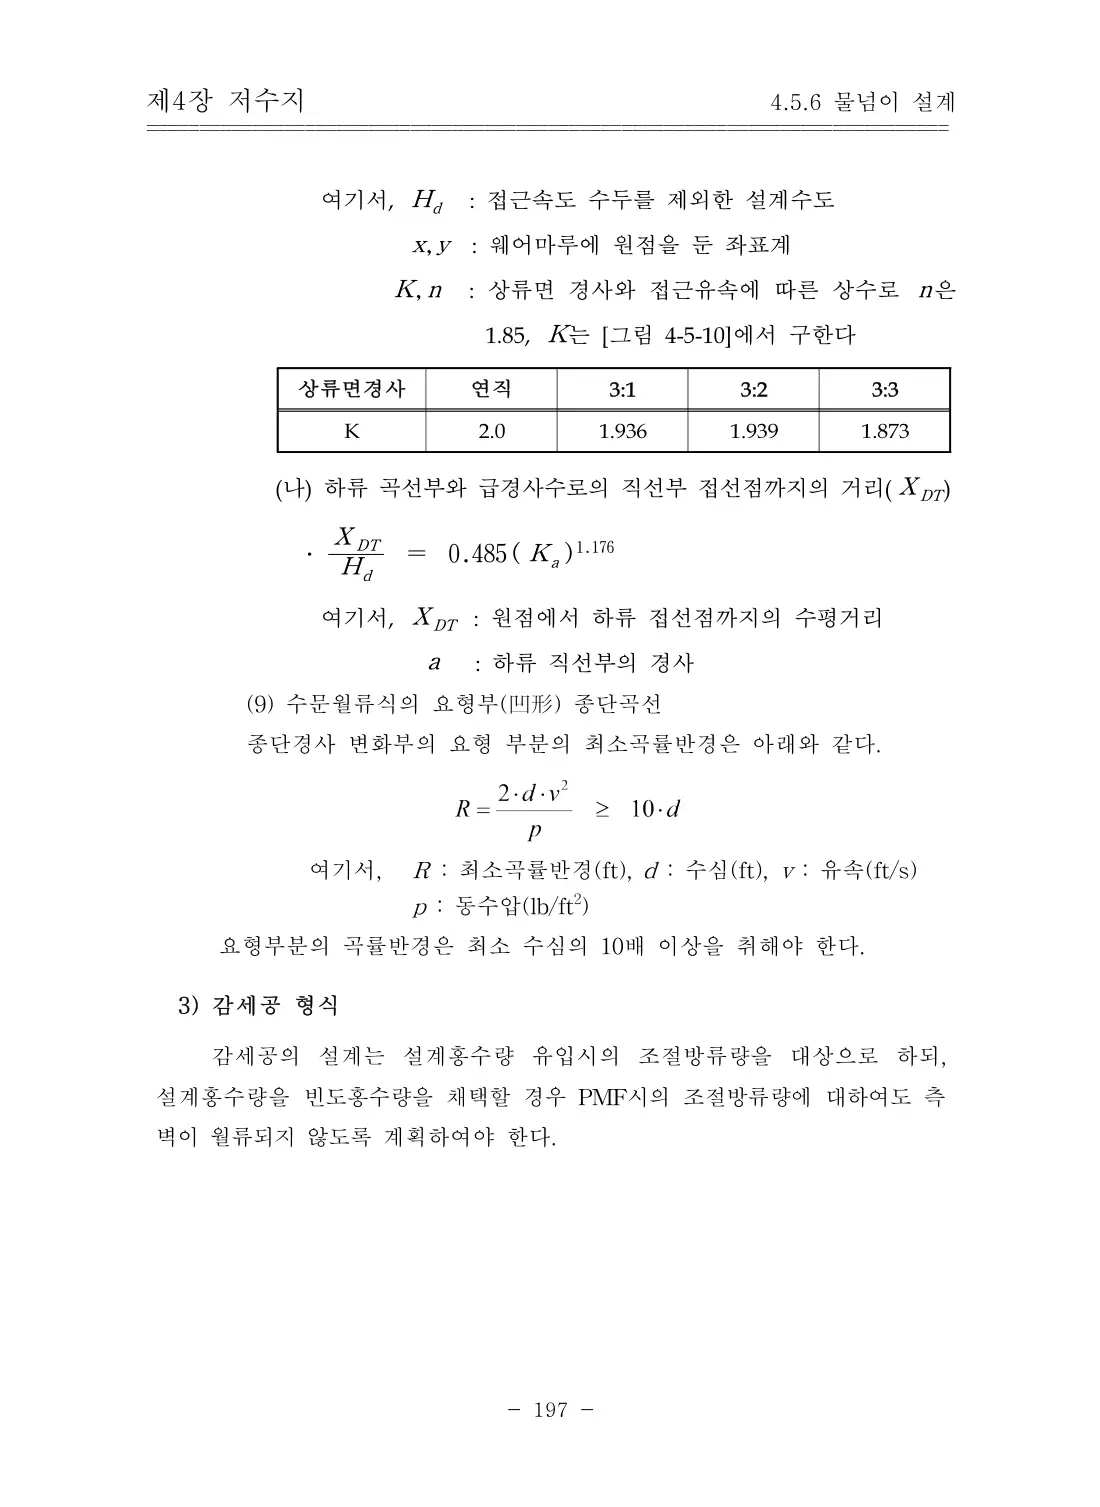 제4장 저수지 4.5.6 물넘이 설계
여기서, H_d : 접근속도 수두를 제외한 설계수도
x, y : 웨어마루에 원점을 둔 좌표계
K, n : 상류면 경사와 접근유속에 따른 상수로 n은
1.85, K는 [그림 4-5-10]에서 구한다
상류면경사 연직 3:1 3:2 3:3
K 2.0 1.936 1.939 1.873
(나) 하류 곡선부와 급경사수로의 직선부 접선점까지의 거리( X_DT)
· X_DT / H_d = 0.485( K_a )^1.176
여기서, X_DT : 원점에서 하류 접선점까지의 수평거리
a : 하류 직선부의 경사
(9) 수문월류식의 요형부(凹形) 종단곡선
종단경사 변화부의 요형 부분의 최소곡률반경은 아래와 같다.
R = 2·d·v² / p ≥ 10·d
여기서, R : 최소곡률반경(ft), d : 수심(ft), v : 유속(ft/s)
p : 동수압(lb/ft²)
요형부분의 곡률반경은 최소 수심의 10배 이상을 취해야 한다.
3) 감세공 형식
감세공의 설계는 설계홍수량 유입시의 조절방류량을 대상으로 하되,
설계홍수량을 빈도홍수량을 채택할 경우 PMF시의 조절방류량에 대하여도 측
벽이 월류되지 않도록 계획하여야 한다.
- 197 -